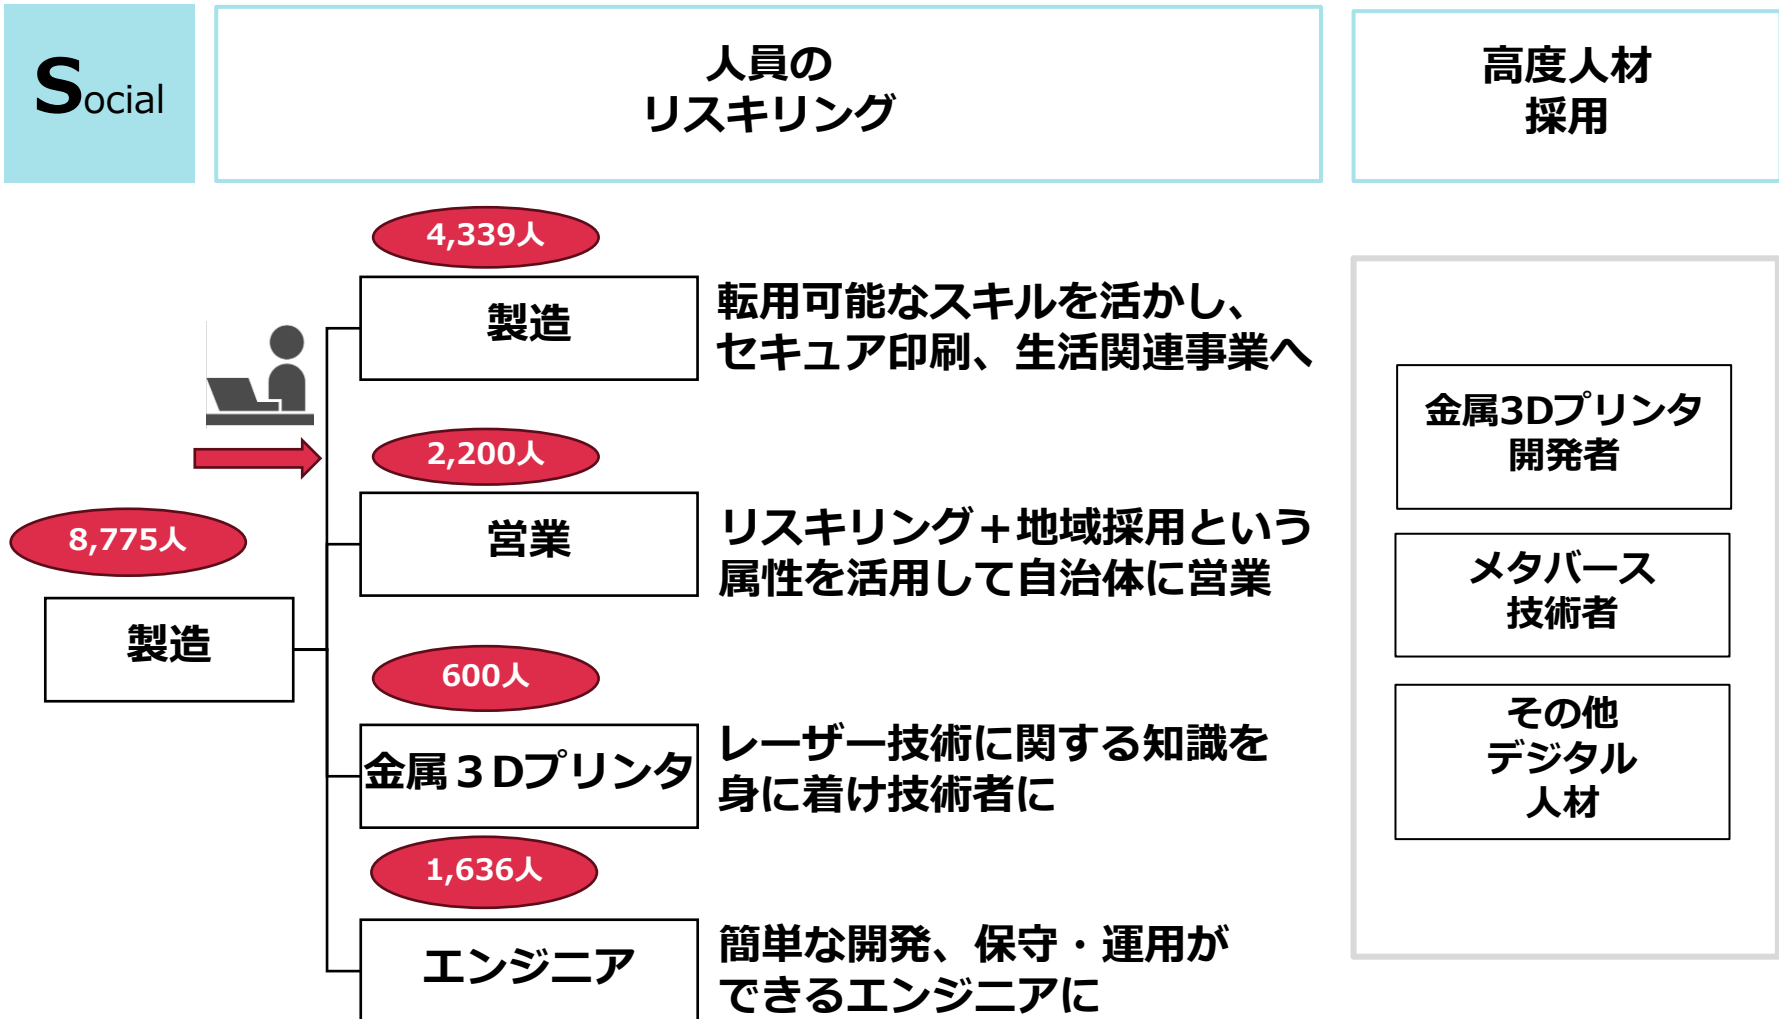 Social
人員の
リスキリング
高度人材
採用
4,339人
製造
転用可能なスキルを活かし、
セキュア印刷、生活関連事業へ
2,200人
営業
リスキリング＋地域採用という
属性を活用して自治体に営業
8,775人
製造
600人
金属３Dプリンタ
レーザー技術に関する知識を
身に着け技術者に
1,636人
エンジニア
簡単な開発、保守・運用が
できるエンジニアに
金属3Dプリンタ
開発者
メタバース
技術者
その他
デジタル
人材